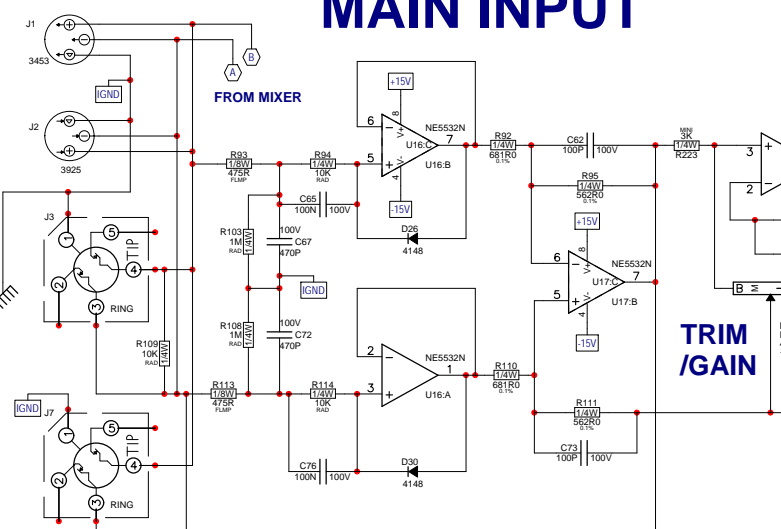 MAIN INPUT
J1
3453
IGND
A
B
FROM MIXER
J2
3925
J3
1
5
TIP
4
2
3
RING
R109
10K
RAD
1/4W
IGND
J7
1
5
TIP
4
2
3
RING
R93
1/8W
475R
FLMP
R94
1/4W
10K
RAD
C65
100N
100V
R103
1M
RAD
1/4W
100V
C67
470P
IGND
R108
1M
RAD
1/4W
100V
C72
470P
R113
1/8W
475R
FLMP
R114
1/4W
10K
RAD
C76
100N
100V
+15V
8
V+
6
5
7
NE5532N
U16:C
U16:B
V-
4
-15V
D26
4148
2
3
1
NE5532N
U16:A
D30
4148
R92
1/4W
681R0
0.1%
C62
100P
100V
R95
1/4W
562R0
0.1%
+15V
8
V+
6
5
7
NE5532N
U17:C
U17:B
V-
4
-15V
R110
1/4W
681R0
0.1%
R111
1/4W
562R0
0.1%
C73
100P
100V
MINI
3K
1/4W
R223
3
2
B
M
TRIM
/GAIN